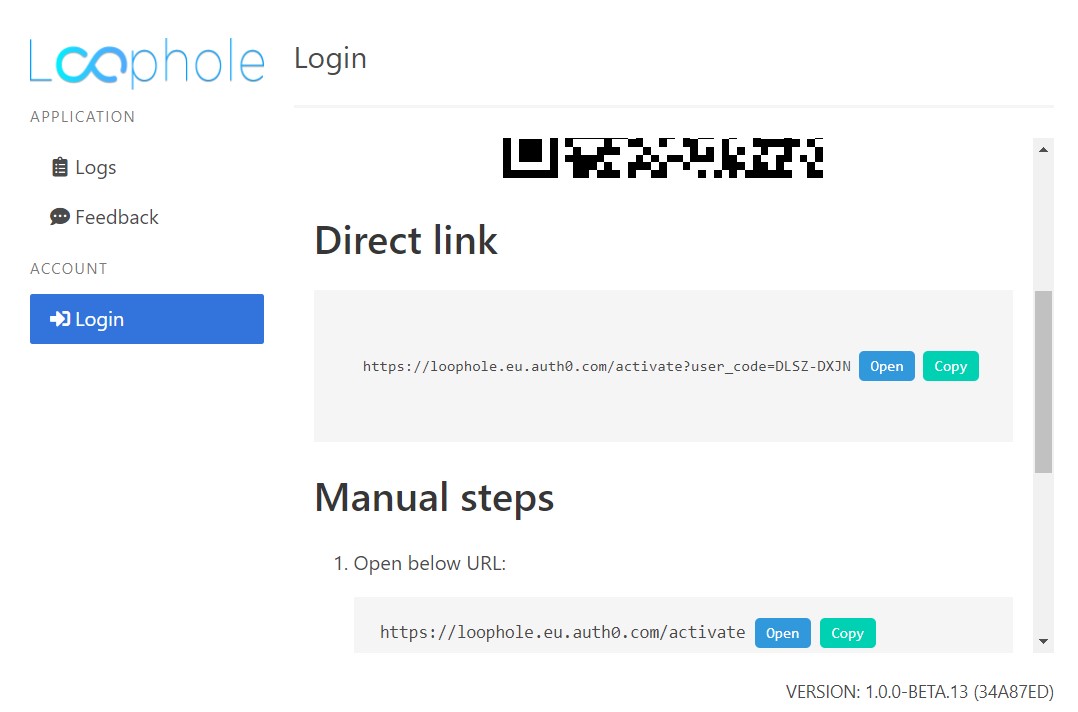 Loophole
Login
APPLICATION
Logs
Feedback
ACCOUNT
Login
Direct link
https://loophole.eu.auth0.com/activate?user_code=DLSZ-DXJN Open Copy
Manual steps
1. Open below URL:
https://loophole.eu.auth0.com/activate Open Copy
VERSION: 1.0.0-BETA.13 (34A87ED)